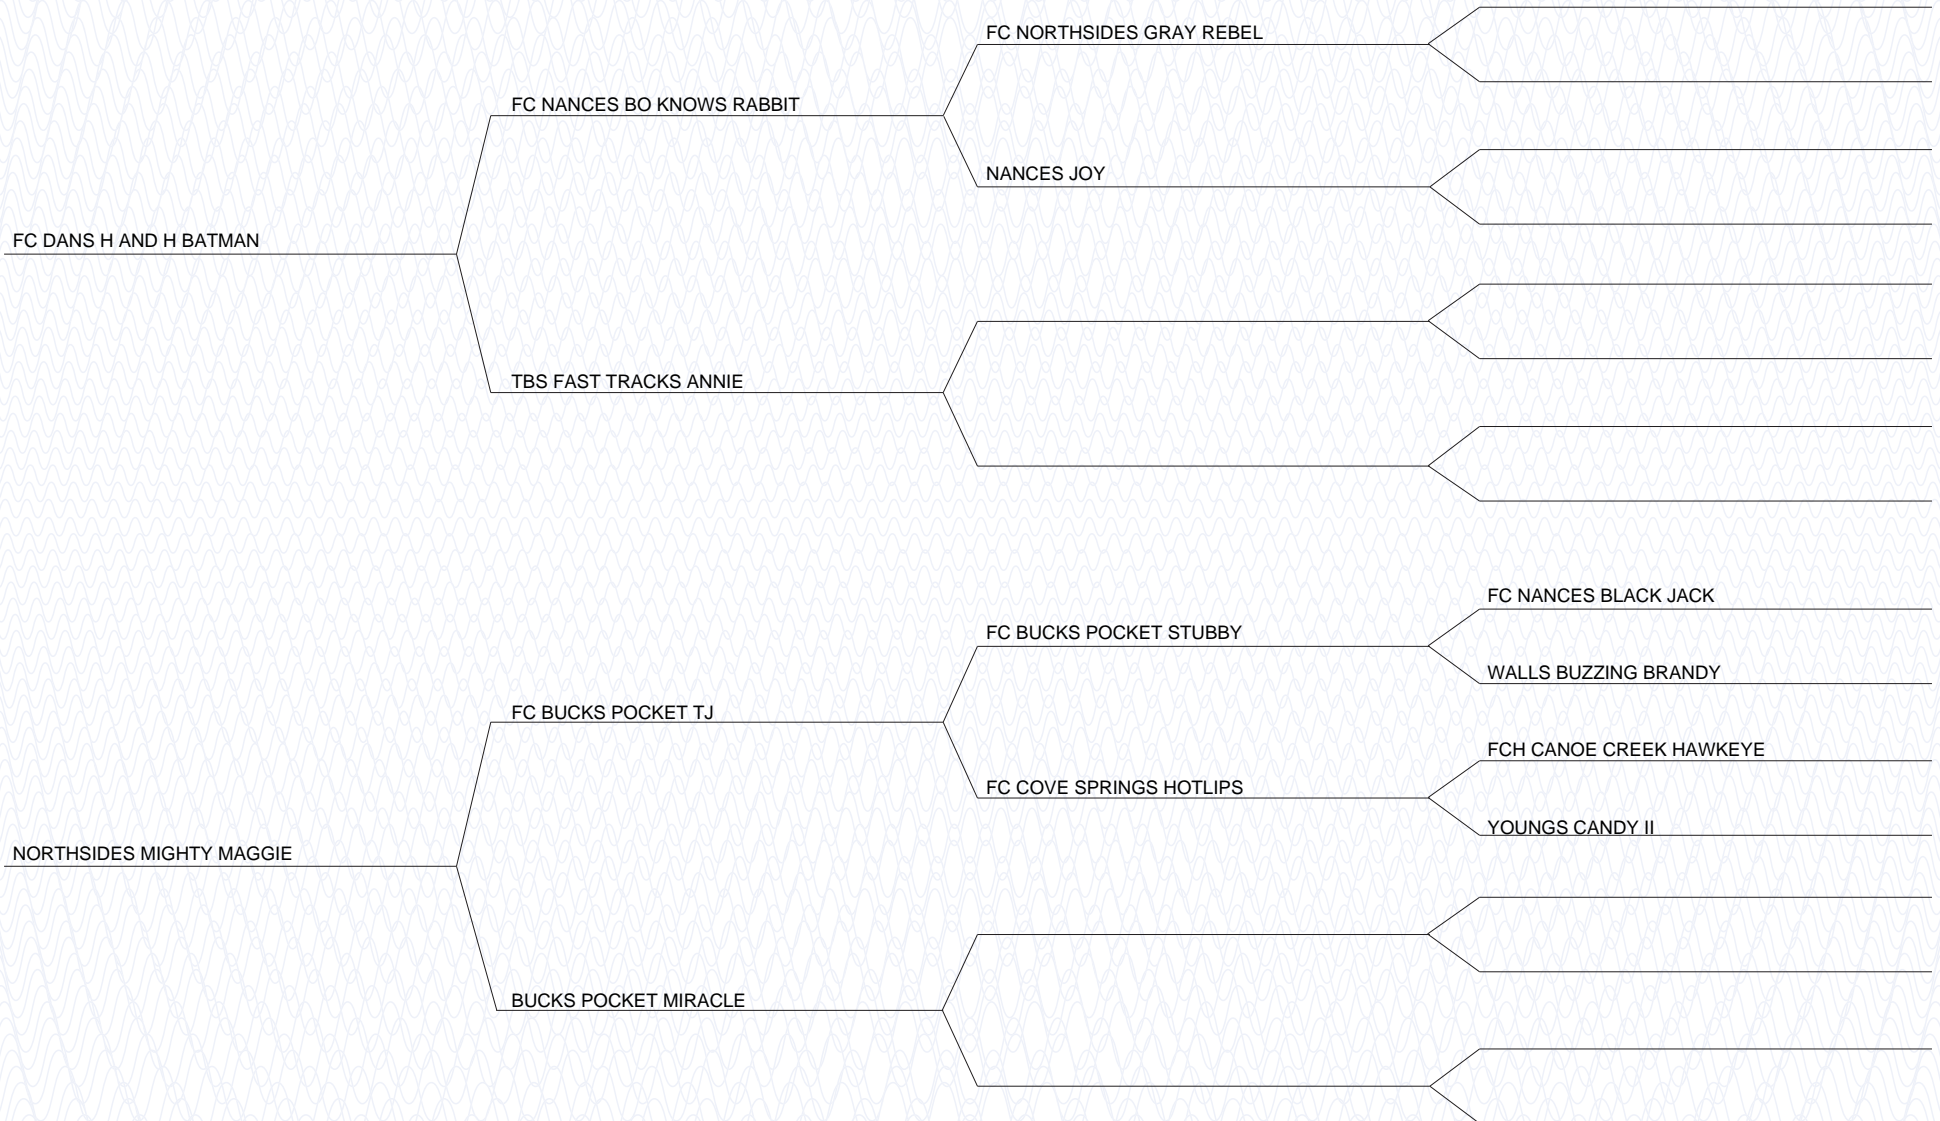 FC NORTHSIDES GRAY REBEL
FC NANCES BO KNOWS RABBIT
NANCES JOY
FC DANS H AND H BATMAN
TBS FAST TRACKS ANNIE
FC NANCES BLACK JACK
FC BUCKS POCKET STUBBY
WALLS BUZZING BRANDY
FC BUCKS POCKET TJ
FCH CANOE CREEK HAWKEYE
FC COVE SPRINGS HOTLIPS
YOUNGS CANDY II
NORTHSIDES MIGHTY MAGGIE
BUCKS POCKET MIRACLE